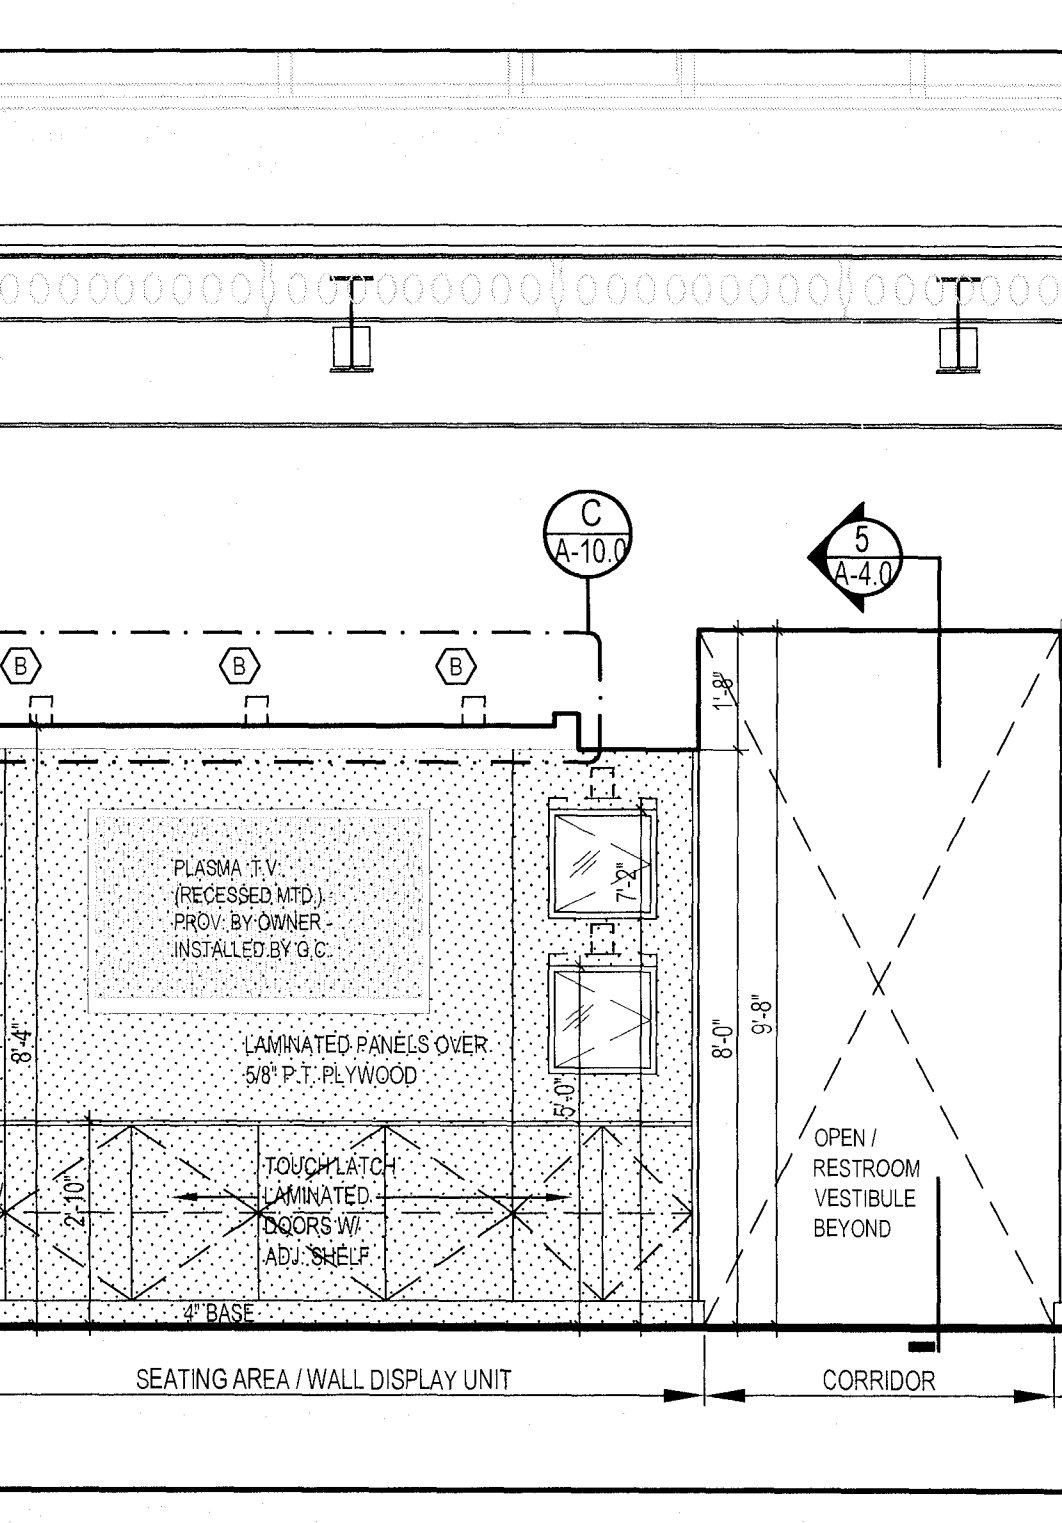 C
A-10.0
5
A-4.0
B
B
B
1'-8"
PLASMA T.V.
(RECESSED MTD.)
PROV. BY OWNER -
INSTALLED BY G.C.
7'-2"
8'-4"
LAMINATED PANELS OVER
5/8" P.T. PLYWOOD
5'-0"
8'-0"
9'-8"
2'-10"
TOUCH LATCH
LAMINATED
DOORS W/
ADJ. SHELF
OPEN /
RESTROOM
VESTIBULE
BEYOND
4" BASE
SEATING AREA / WALL DISPLAY UNIT
CORRIDOR